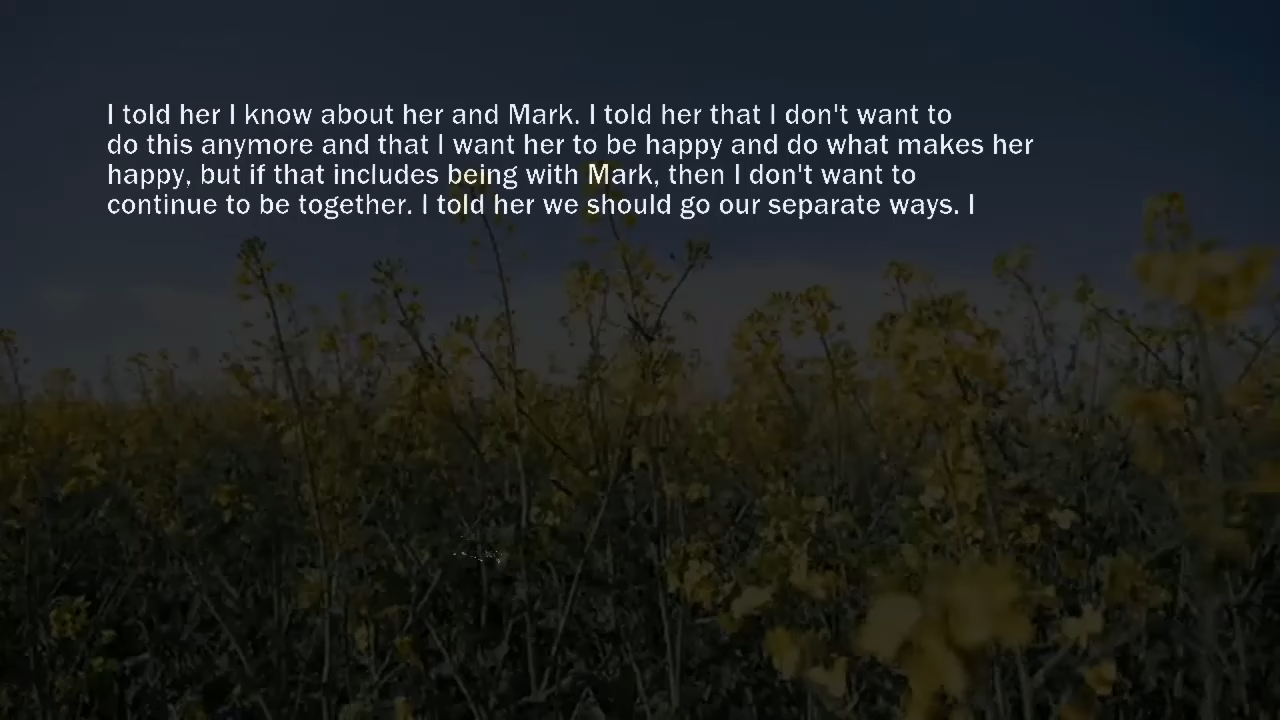 I told her I know about her and Mark. I told her that I don't want to
do this anymore and that I want her to be happy and do what makes her
happy, but if that includes being with Mark, then I don't want to
continue to be together. I told her we should go our separate ways. I